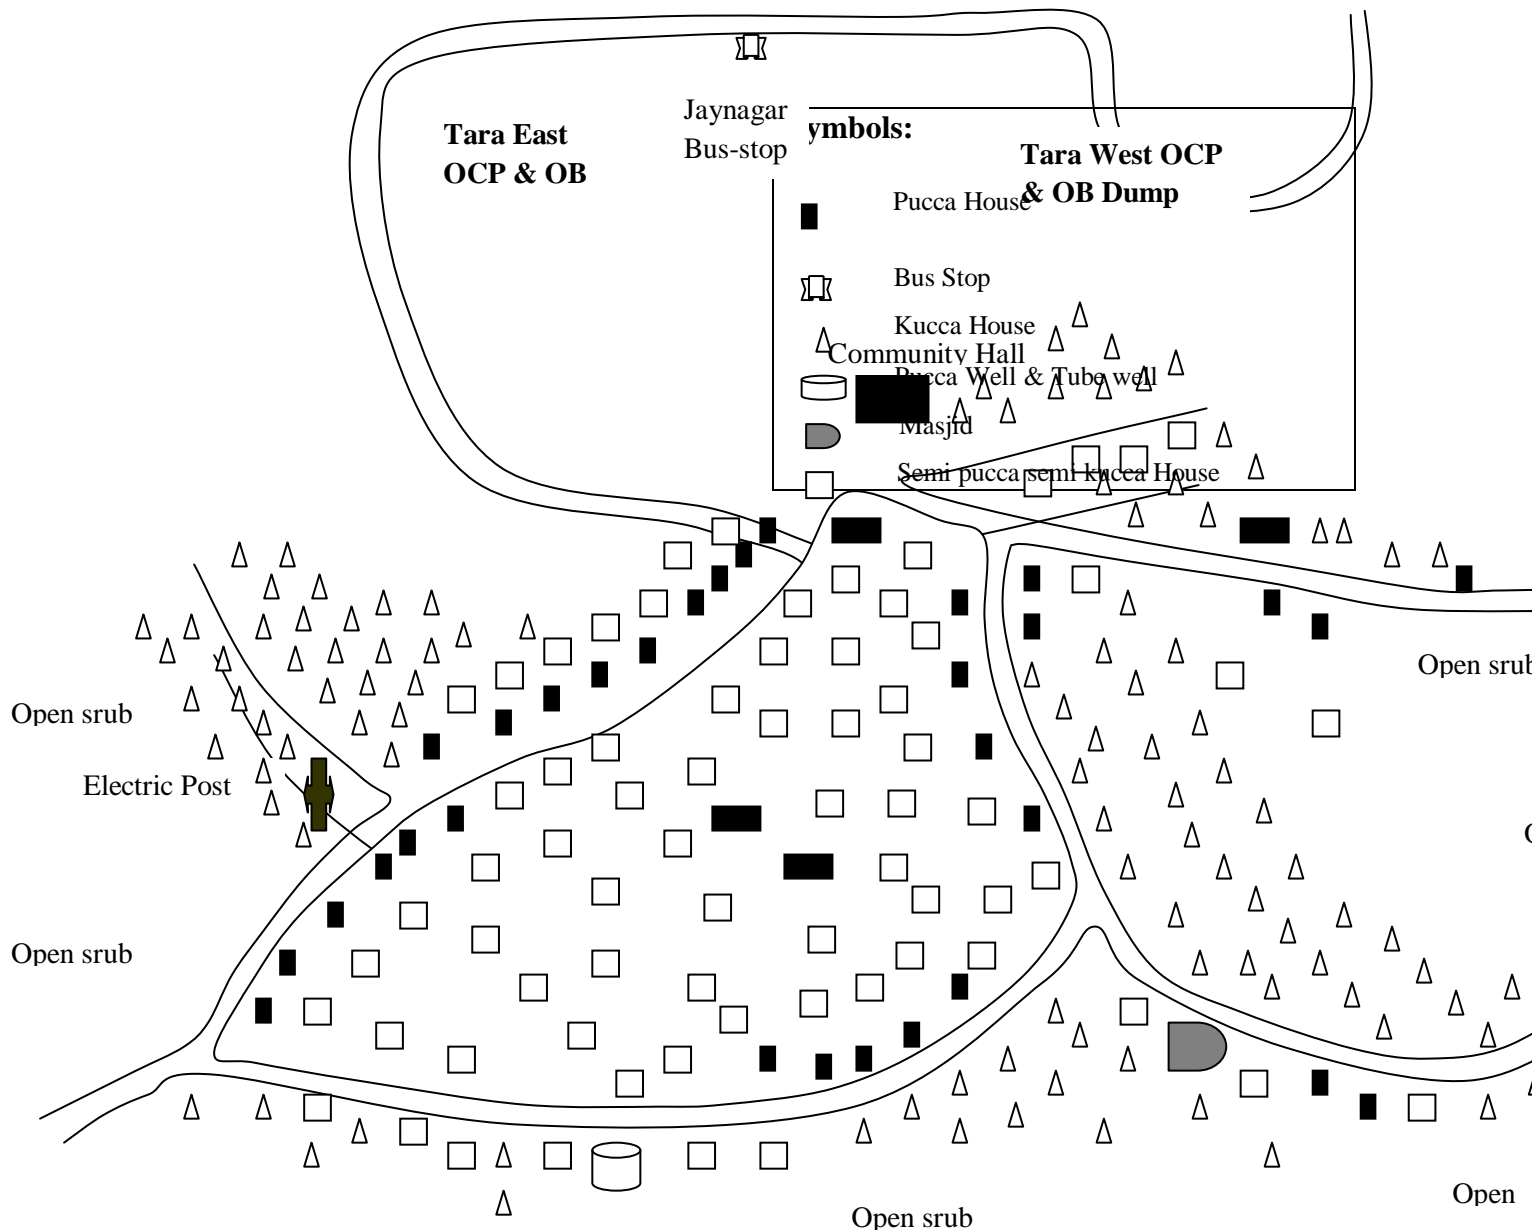 Jaynagar
Bus-stop
Tara East
OCP & OB
ymbols:
Tara West OCP
& OB Dump
Pucca House
Bus Stop
Kucca House
Community Hall
Pucca Well & Tube well
Masjid
Semi pucca semi kucca House
Open srub
Open srub
Electric Post
Open srub
Open
Open srub